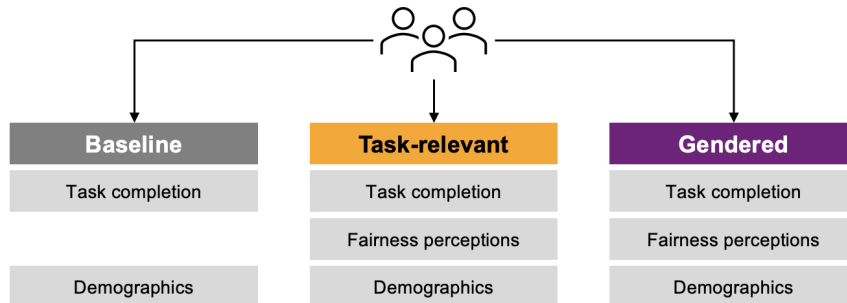 Baseline
Task-relevant
Gendered
Task completion
Task completion
Task completion
Fairness perceptions
Fairness perceptions
Demographics
Demographics
Demographics